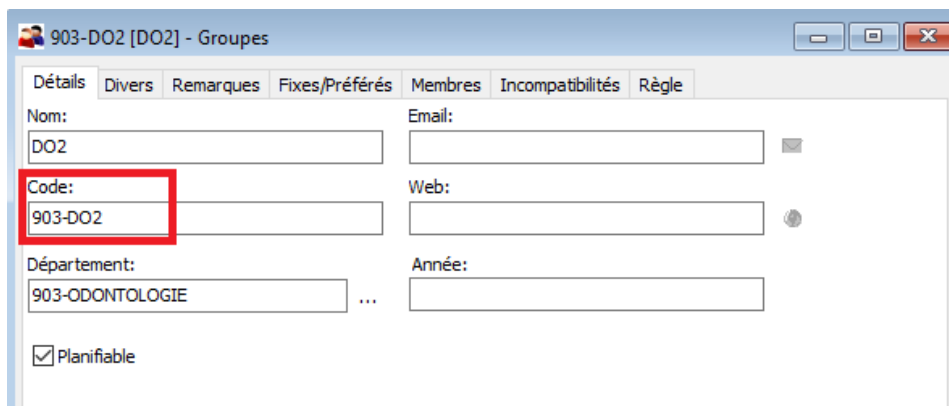 903-DO2 [DO2] - Groupes
Détails Divers Remarques Fixes/Préférés Membres Incompatibilités Règle
Nom: Email:
DO2
Code: Web:
903-DO2
Département: Année:
903-ODONTOLOGIE ...
Planifiable